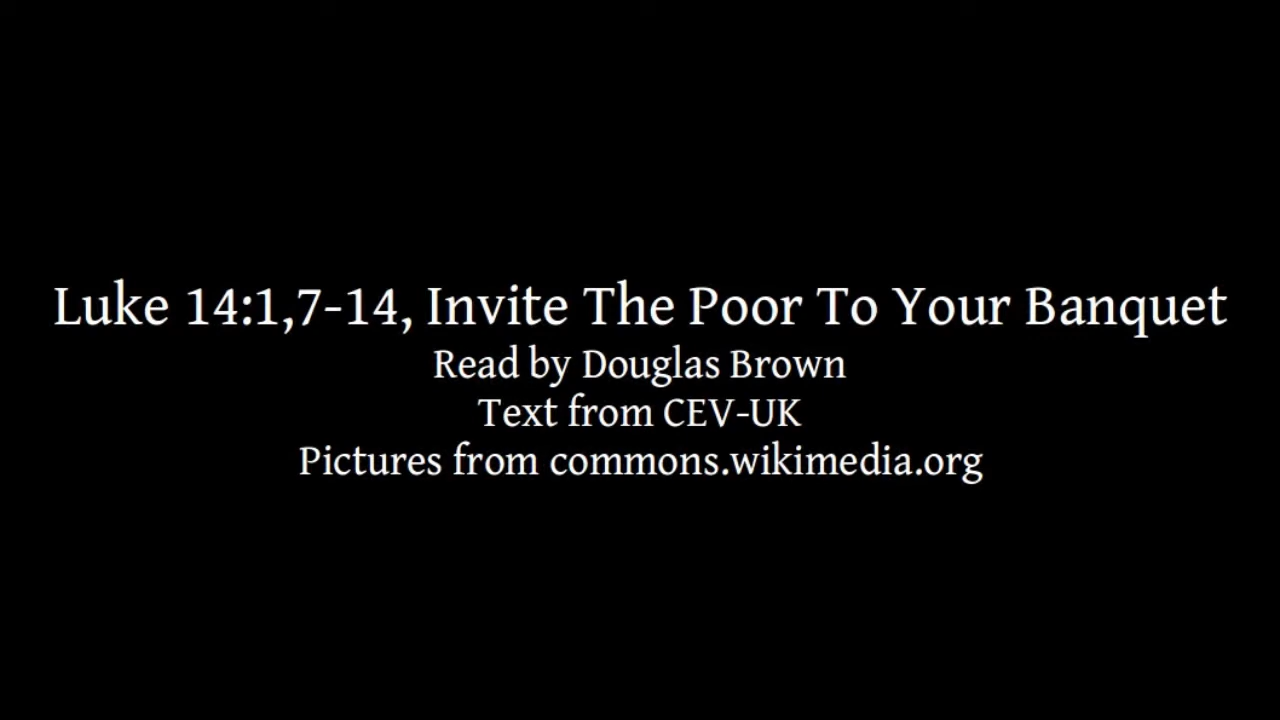 Luke 14:1,7-14, Invite The Poor To Your Banquet
Read by Douglas Brown
Text from CEV-UK
Pictures from commons.wikimedia.org